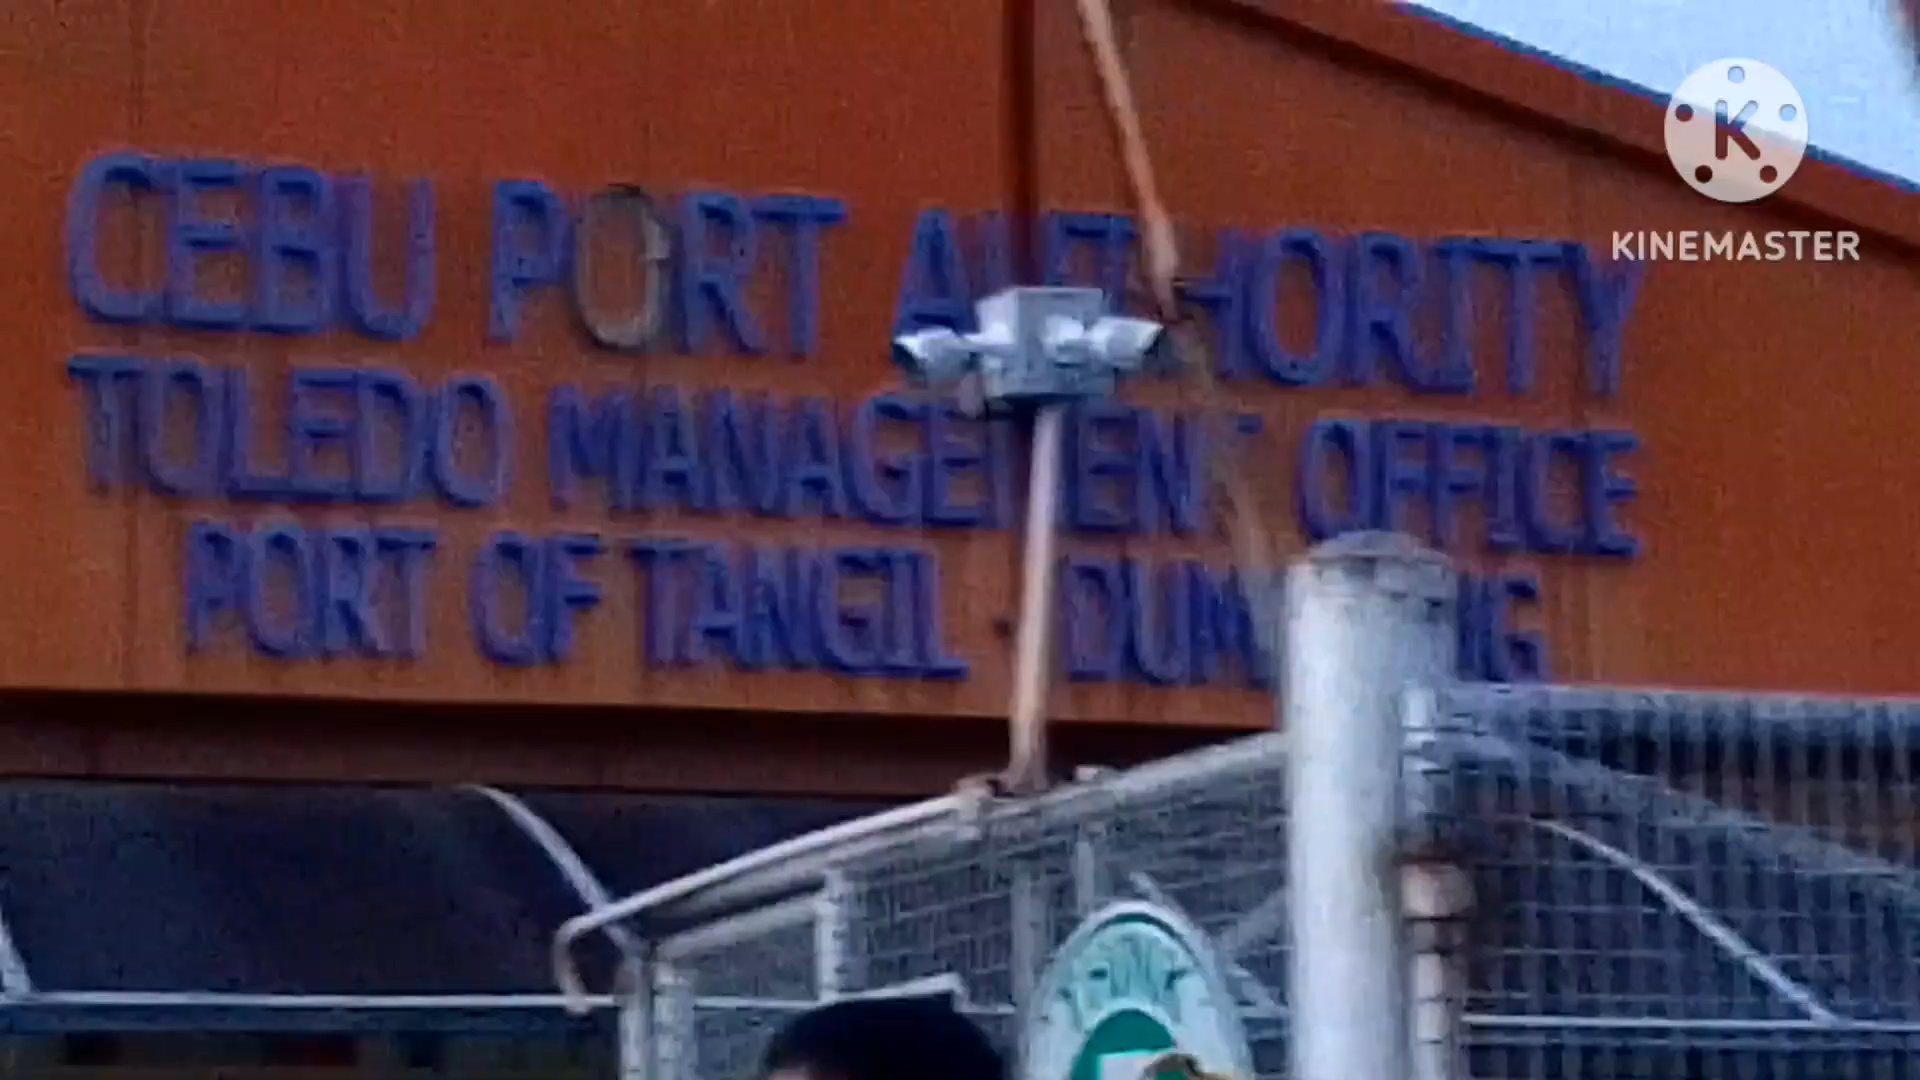 CEBU PORT AUTHORITY
TOLEDO MANAGEMENT OFFICE
PORT OF TANGIL
K
KINEMASTER